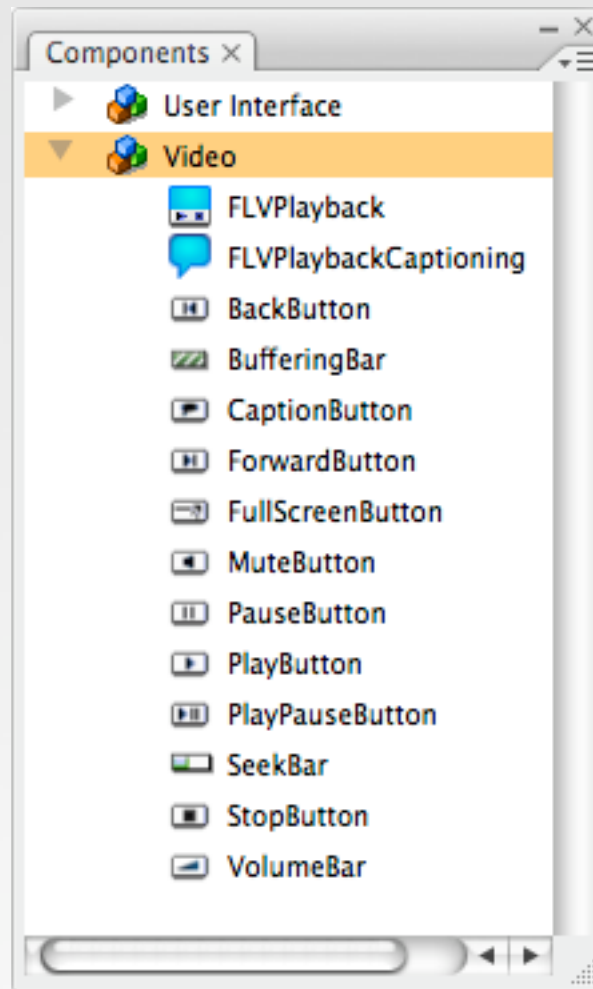 Components
User Interface
Video
FLVPlayback
FLVPlaybackCaptioning
BackButton
BufferingBar
CaptionButton
ForwardButton
FullScreenButton
MuteButton
PauseButton
PlayButton
PlayPauseButton
SeekBar
StopButton
VolumeBar